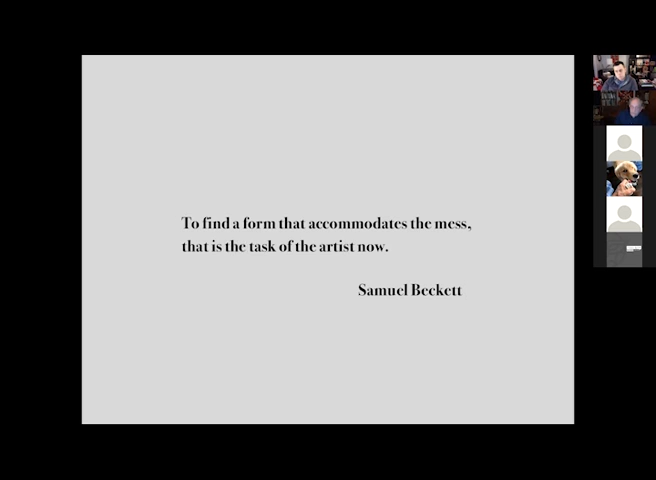 To find a form that accommodates the mess,
that is the task of the artist now.
Samuel Beckett